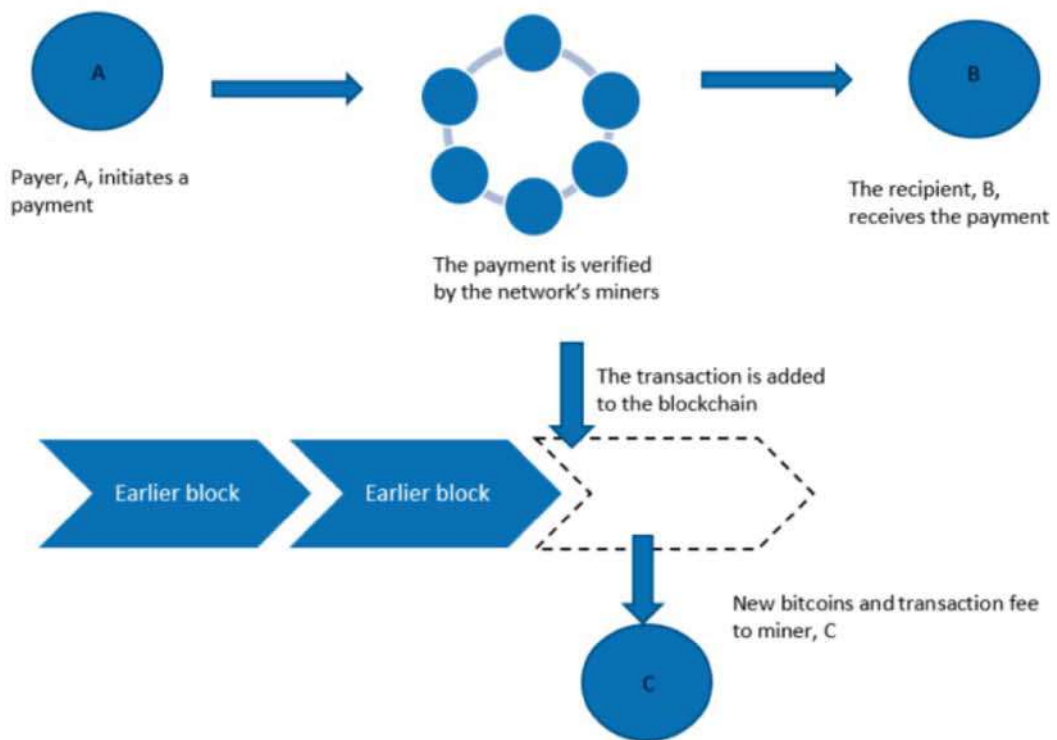 A
B
Payer, A, initiates a
payment
The recipient, B,
receives the payment
The payment is verified
by the network's miners
The transaction is added
to the blockchain
Earlier block
Earlier block
New bitcoins and transaction fee
to miner, C
C